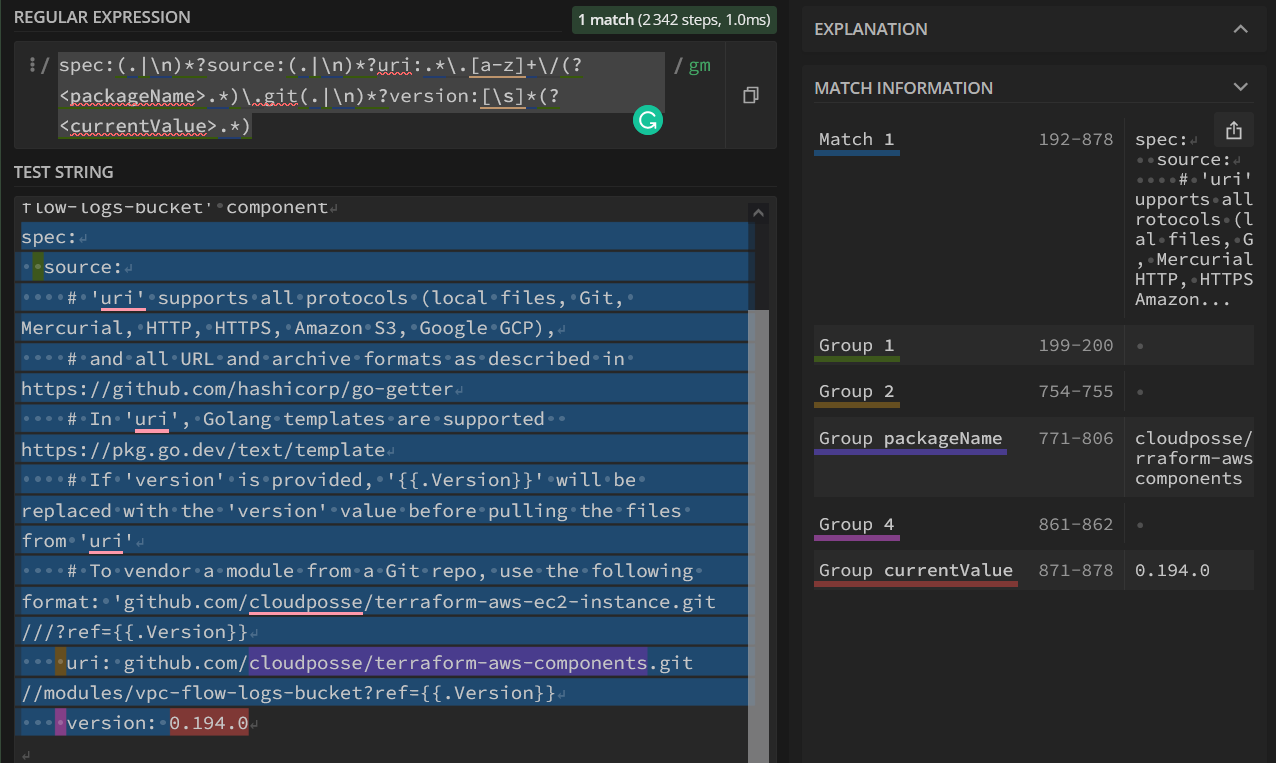 REGULAR EXPRESSION
1 match (2342 steps, 1.0ms)
/ spec:(.|\n)*?source:(.|\n)*?uri:.*\.[a-z]+\/(?
<packageName>.*)\.git(.|\n)*?version:[\s]*(?
<currentValue>.*)
/ gm
TEST STRING
flow-logs-bucket' component
spec:
source:
# 'uri' supports all protocols (local files, Git,
Mercurial, HTTP, HTTPS, Amazon S3, Google GCP),
# and all URL and archive formats as described in
https://github.com/hashicorp/go-getter
# In 'uri', Golang templates are supported
https://pkg.go.dev/text/template
# If 'version' is provided, '{{.Version}}' will be
replaced with the 'version' value before pulling the files
from 'uri'
# To vendor a module from a Git repo, use the following
format: 'github.com/cloudposse/terraform-aws-ec2-instance.git
///?ref={{.Version}}
uri: github.com/cloudposse/terraform-aws-components.git
//modules/vpc-flow-logs-bucket?ref={{.Version}}
version: 0.194.0
EXPLANATION
MATCH INFORMATION
Match 1 192-878 spec:
source:
# 'uri'
upports all
rotocols (l
al files, G
, Mercurial
HTTP, HTTPS
Amazon...
Group 1 199-200
Group 2 754-755
Group packageName 771-806 cloudposse/
rraform-aws
components
Group 4 861-862
Group currentValue 871-878 0.194.0